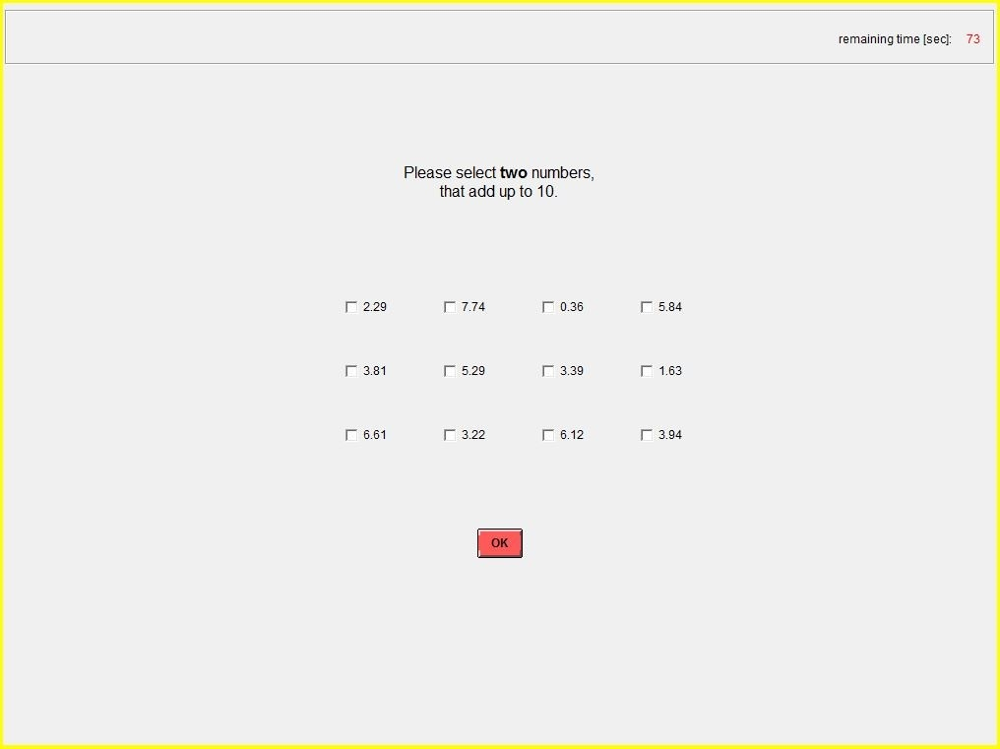 remaining time [sec]: 73
Please select two numbers,
that add up to 10.
2.29 7.74 0.36 5.84
3.81 5.29 3.39 1.63
6.61 3.22 6.12 3.94
OK